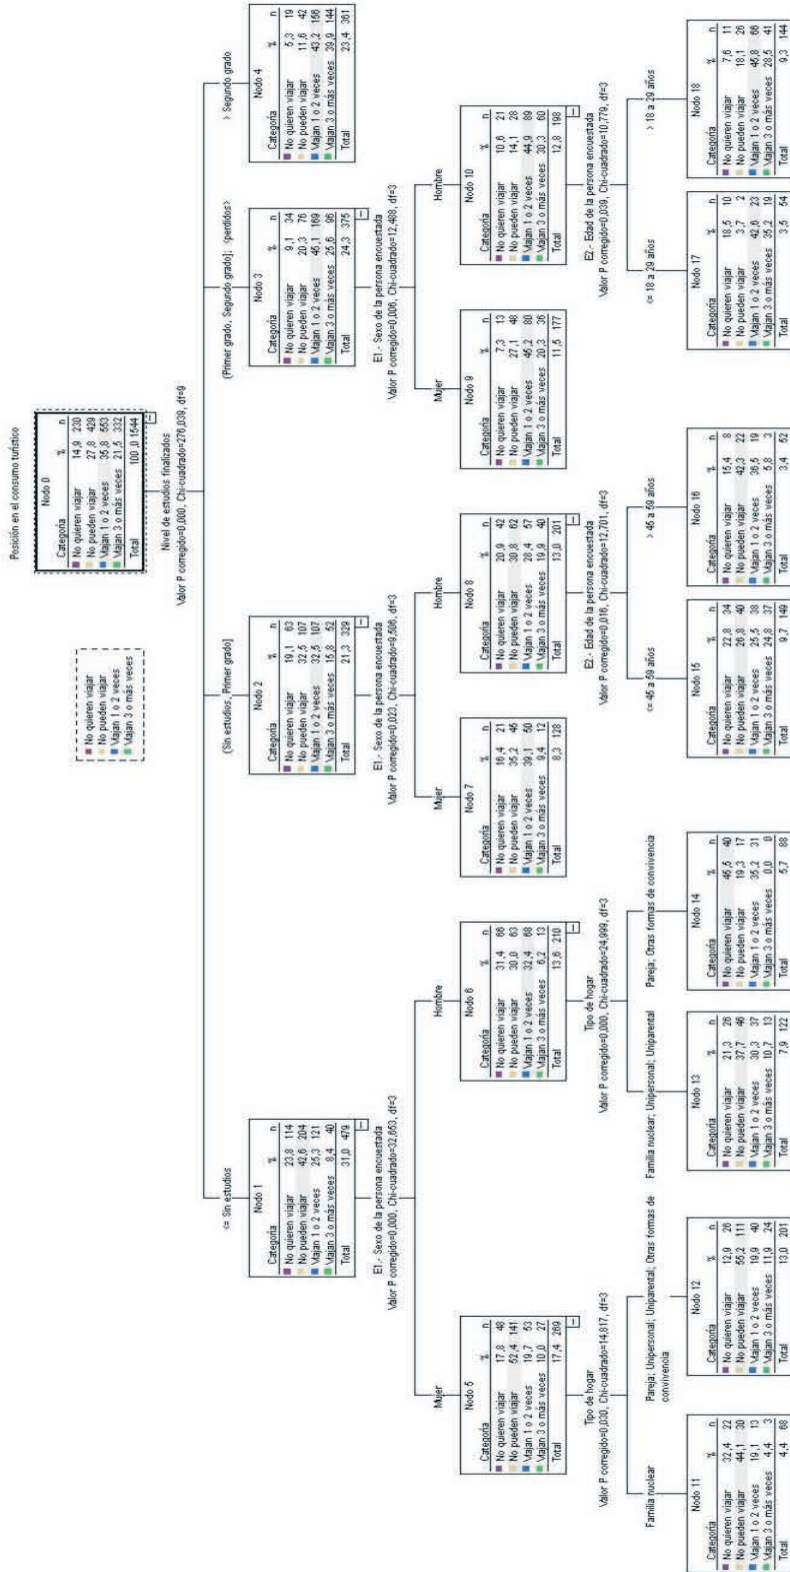 Posición en el consumo turístico
No quieren viajar
No pueden viajar
Viajan 1 o 2 veces
Viajan 3 o más veces
Nodo 0
Categoría % n
No quieren viajar 14,9 230
No pueden viajar 27,8 429
Viajan 1 o 2 veces 35,8 553
Viajan 3 o más veces 21,5 332
Total 100,0 1544
Nivel de estudios finalizados
Valor P corregido=0,000, Chi-cuadrado=276,039, df=9
<= Sin estudios
Nodo 1
Categoría % n
No quieren viajar 23,8 114
No pueden viajar 42,6 204
Viajan 1 o 2 veces 25,3 121
Viajan 3 o más veces 8,4 40
Total 31,0 479
E1.- Sexo de la persona encuestada
Valor P corregido=0,000, Chi-cuadrado=32,653, df=3
(Sin estudios, Primer grado]
Nodo 2
Categoría % n
No quieren viajar 19,1 63
No pueden viajar 32,5 107
Viajan 1 o 2 veces 32,5 107
Viajan 3 o más veces 15,8 52
Total 21,3 329
E1.- Sexo de la persona encuestada
Valor P corregido=0,023, Chi-cuadrado=9,506, df=3
(Primer grado, Segundo grado]; <perdidos>
Nodo 3
Categoría % n
No quieren viajar 9,1 34
No pueden viajar 20,3 76
Viajan 1 o 2 veces 45,1 169
Viajan 3 o más veces 25,6 96
Total 24,3 375
E1.- Sexo de la persona encuestada
Valor P corregido=0,006, Chi-cuadrado=12,488, df=3
> Segundo grado
Nodo 4
Categoría % n
No quieren viajar 5,3 19
No pueden viajar 11,6 42
Viajan 1 o 2 veces 43,2 156
Viajan 3 o más veces 39,9 144
Total 23,4 361
Mujer
Nodo 5
Categoría % n
No quieren viajar 17,8 48
No pueden viajar 52,4 141
Viajan 1 o 2 veces 19,7 53
Viajan 3 o más veces 10,0 27
Total 17,4 269
Tipo de hogar
Valor P corregido=0,030, Chi-cuadrado=14,817, df=3
Hombre
Nodo 6
Categoría % n
No quieren viajar 31,4 66
No pueden viajar 30,0 63
Viajan 1 o 2 veces 32,4 68
Viajan 3 o más veces 6,2 13
Total 13,6 210
Tipo de hogar
Valor P corregido=0,000, Chi-cuadrado=24,999, df=3
Mujer
Nodo 7
Categoría % n
No quieren viajar 16,4 21
No pueden viajar 35,2 45
Viajan 1 o 2 veces 39,1 50
Viajan 3 o más veces 9,4 12
Total 8,3 128
Hombre
Nodo 8
Categoría % n
No quieren viajar 20,9 42
No pueden viajar 30,8 62
Viajan 1 o 2 veces 28,4 57
Viajan 3 o más veces 19,9 40
Total 13,0 201
E2.- Edad de la persona encuestada
Valor P corregido=0,016, Chi-cuadrado=12,701, df=3
Mujer
Nodo 9
Categoría % n
No quieren viajar 7,3 13
No pueden viajar 27,1 48
Viajan 1 o 2 veces 45,2 80
Viajan 3 o más veces 20,3 36
Total 11,5 177
Hombre
Nodo 10
Categoría % n
No quieren viajar 10,6 21
No pueden viajar 14,1 28
Viajan 1 o 2 veces 44,9 89
Viajan 3 o más veces 30,3 60
Total 12,8 198
E2.- Edad de la persona encuestada
Valor P corregido=0,039, Chi-cuadrado=10,779, df=3
Familia nuclear
Nodo 11
Categoría % n
No quieren viajar 32,4 22
No pueden viajar 44,1 30
Viajan 1 o 2 veces 19,1 13
Viajan 3 o más veces 4,4 3
Total 4,4 68
Pareja; Unipersonal; Uniparental; Otras formas de
convivencia
Nodo 12
Categoría % n
No quieren viajar 12,9 26
No pueden viajar 55,2 111
Viajan 1 o 2 veces 19,9 40
Viajan 3 o más veces 11,9 24
Total 13,0 201
Familia nuclear; Unipersonal; Uniparental
Nodo 13
Categoría % n
No quieren viajar 21,3 26
No pueden viajar 37,7 46
Viajan 1 o 2 veces 30,3 37
Viajan 3 o más veces 10,7 13
Total 7,9 122
Pareja; Otras formas de convivencia
Nodo 14
Categoría % n
No quieren viajar 45,5 40
No pueden viajar 19,3 17
Viajan 1 o 2 veces 35,2 31
Viajan 3 o más veces 0,0 0
Total 5,7 88
<= 45 a 59 años
Nodo 15
Categoría % n
No quieren viajar 22,8 34
No pueden viajar 26,8 40
Viajan 1 o 2 veces 25,5 38
Viajan 3 o más veces 24,8 37
Total 9,7 149
> 45 a 59 años
Nodo 16
Categoría % n
No quieren viajar 15,4 8
No pueden viajar 42,3 22
Viajan 1 o 2 veces 36,5 19
Viajan 3 o más veces 5,8 3
Total 3,4 52
<= 18 a 29 años
Nodo 17
Categoría % n
No quieren viajar 18,5 10
No pueden viajar 3,7 2
Viajan 1 o 2 veces 42,6 23
Viajan 3 o más veces 35,2 19
Total 3,5 54
> 18 a 29 años
Nodo 18
Categoría % n
No quieren viajar 7,6 11
No pueden viajar 18,1 26
Viajan 1 o 2 veces 45,8 66
Viajan 3 o más veces 28,5 41
Total 9,3 144